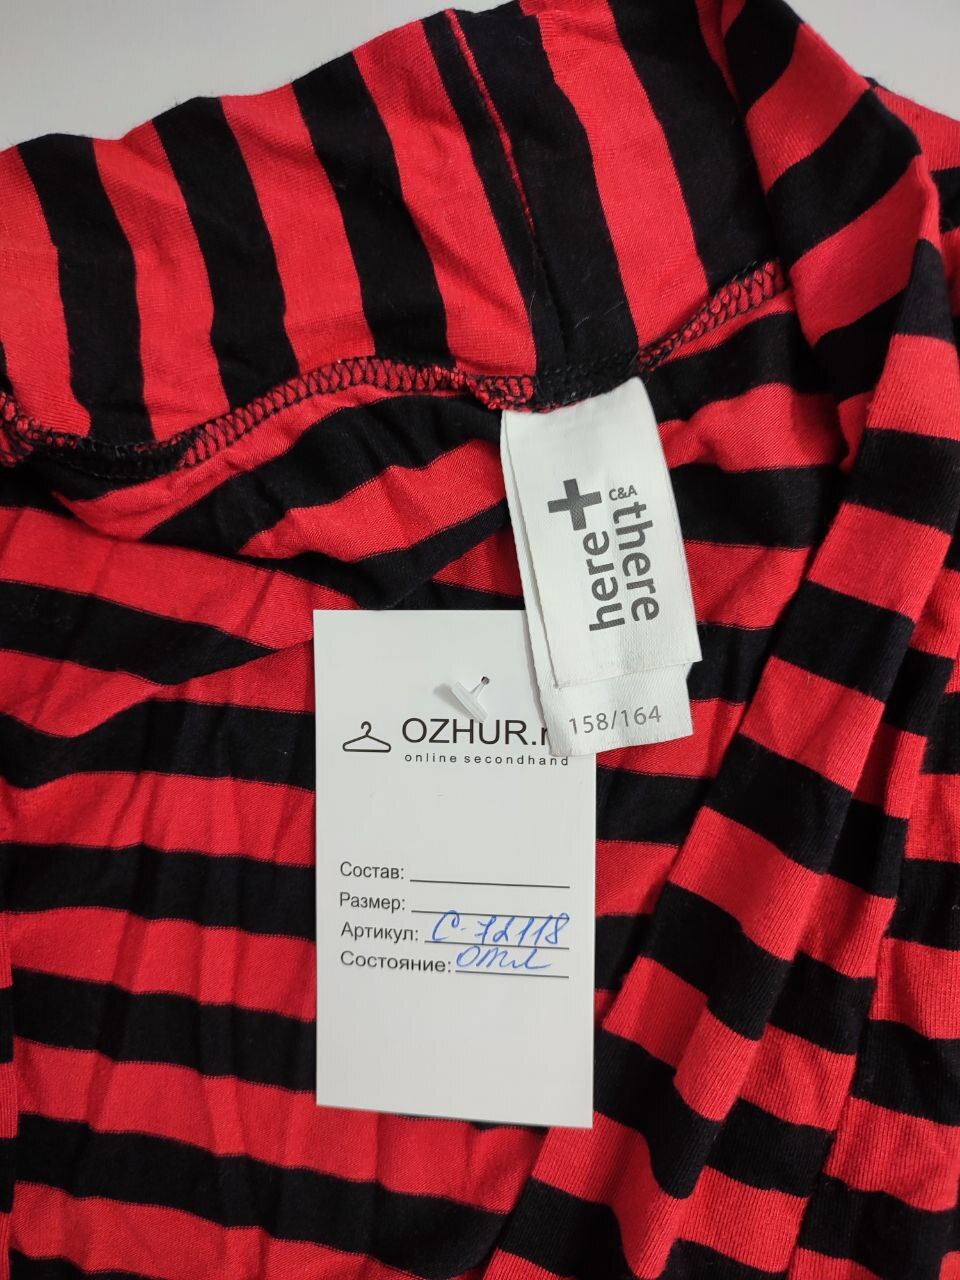 C&A
here+there
158/164
OZHUR.r
online secondhand
Состав:
Размер:
Артикул: С-72118
Состояние: отл